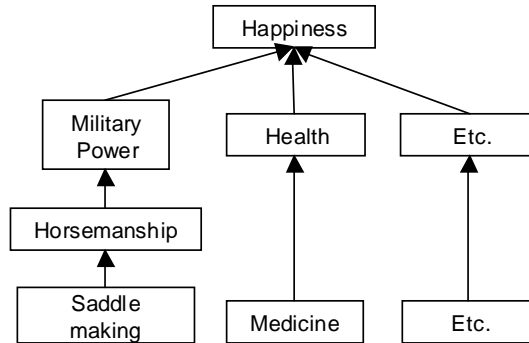 Happiness
Military
Power
Health
Etc.
Horsemanship
Saddle
making
Medicine
Etc.